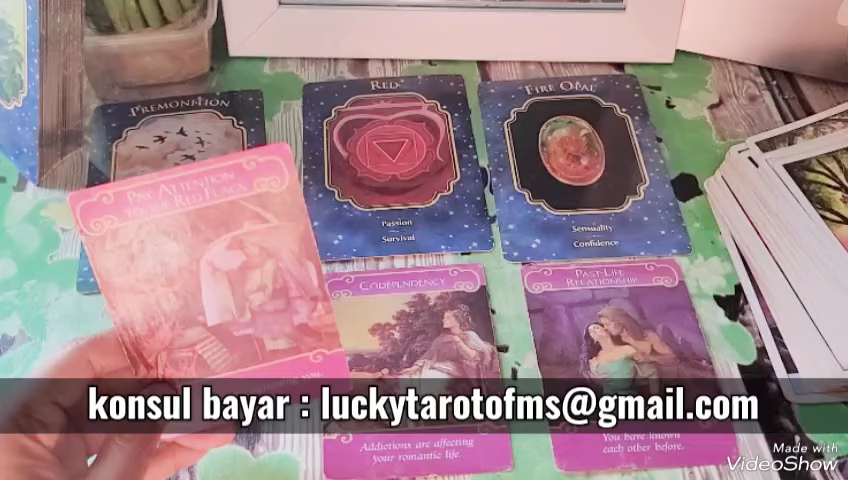 PREMONITION
RED
FIRE OPAL
PAY ATTENTION
TO THE RED FLAGS
Passion
Survival
Sensuality
Confidence
CODEPENDENCY
PAST-LIFE
RELATIONSHIP
konsul bayar : luckytarotofms@gmail.com
Addictions are affecting
your romantic life.
You have known
each other before.
Made with
VideoShow